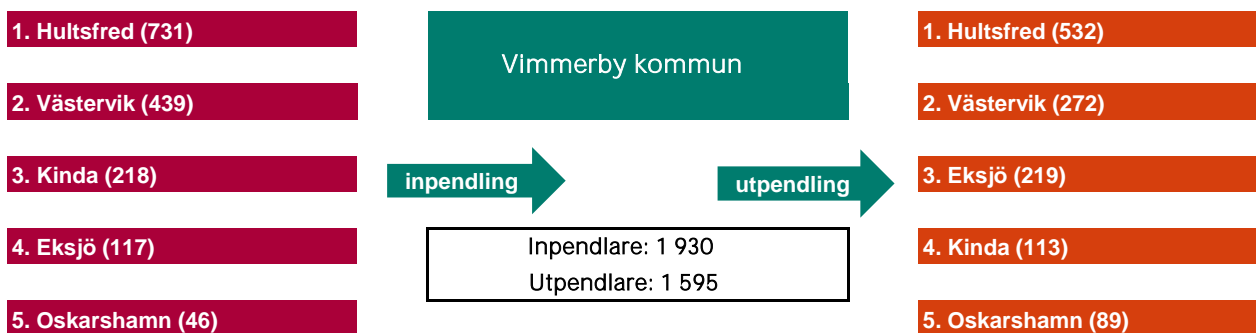 1. Hultsfred (731)
2. Västervik (439)
3. Kinda (218)
4. Eksjö (117)
5. Oskarshamn (46)
Vimmerby kommun
inpendling
utpendling
Inpendlare: 1 930
Utpendlare: 1 595
1. Hultsfred (532)
2. Västervik (272)
3. Eksjö (219)
4. Kinda (113)
5. Oskarshamn (89)